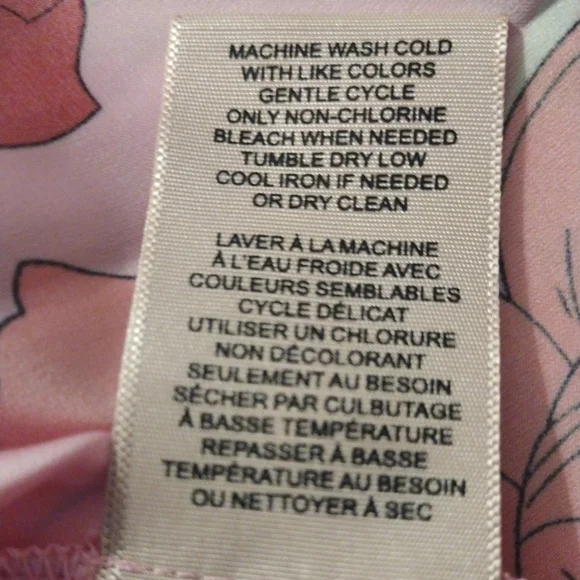 MACHINE WASH COLD
WITH LIKE COLORS
GENTLE CYCLE
ONLY NON-CHLORINE
BLEACH WHEN NEEDED
TUMBLE DRY LOW
COOL IRON IF NEEDED
OR DRY CLEAN
LAVER À LA MACHINE
À L'EAU FROIDE AVEC
COULEURS SEMBLABLES
CYCLE DÉLICAT
UTILISER UN CHLORURE
NON DÉCOLORANT
SEULEMENT AU BESOIN
SÉCHER PAR CULBUTAGE
À BASSE TEMPÉRATURE
REPASSER À BASSE
TEMPÉRATURE AU BESOIN
OU NETTOYER À SEC